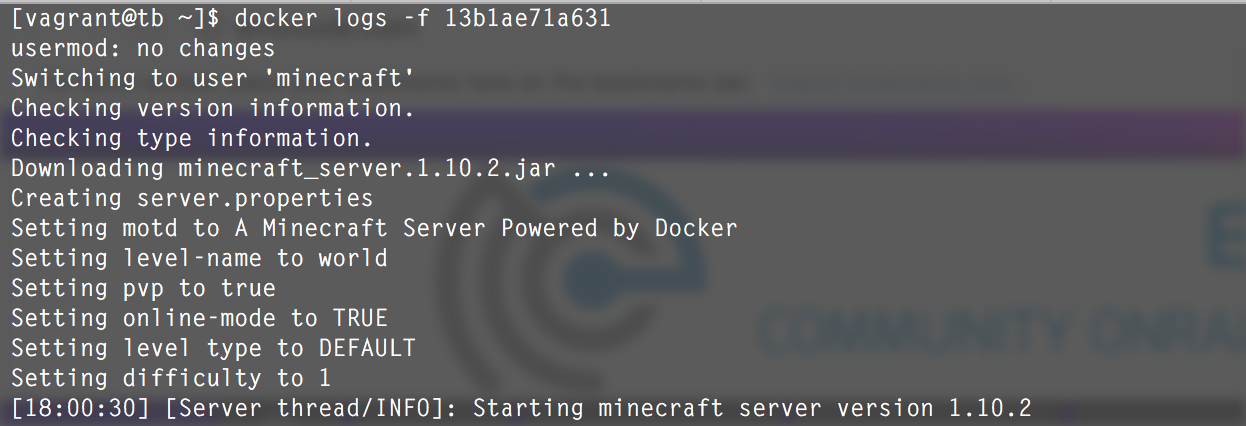 [vagrant@tb ~]$ docker logs -f 13b1ae71a631
usermod: no changes
Switching to user 'minecraft'
Checking version information.
Checking type information.
Downloading minecraft_server.1.10.2.jar ...
Creating server.properties
Setting motd to A Minecraft Server Powered by Docker
Setting level-name to world
Setting pvp to true
Setting online-mode to TRUE
Setting level type to DEFAULT
Setting difficulty to 1
[18:00:30] [Server thread/INFO]: Starting minecraft server version 1.10.2
COMMUNITY